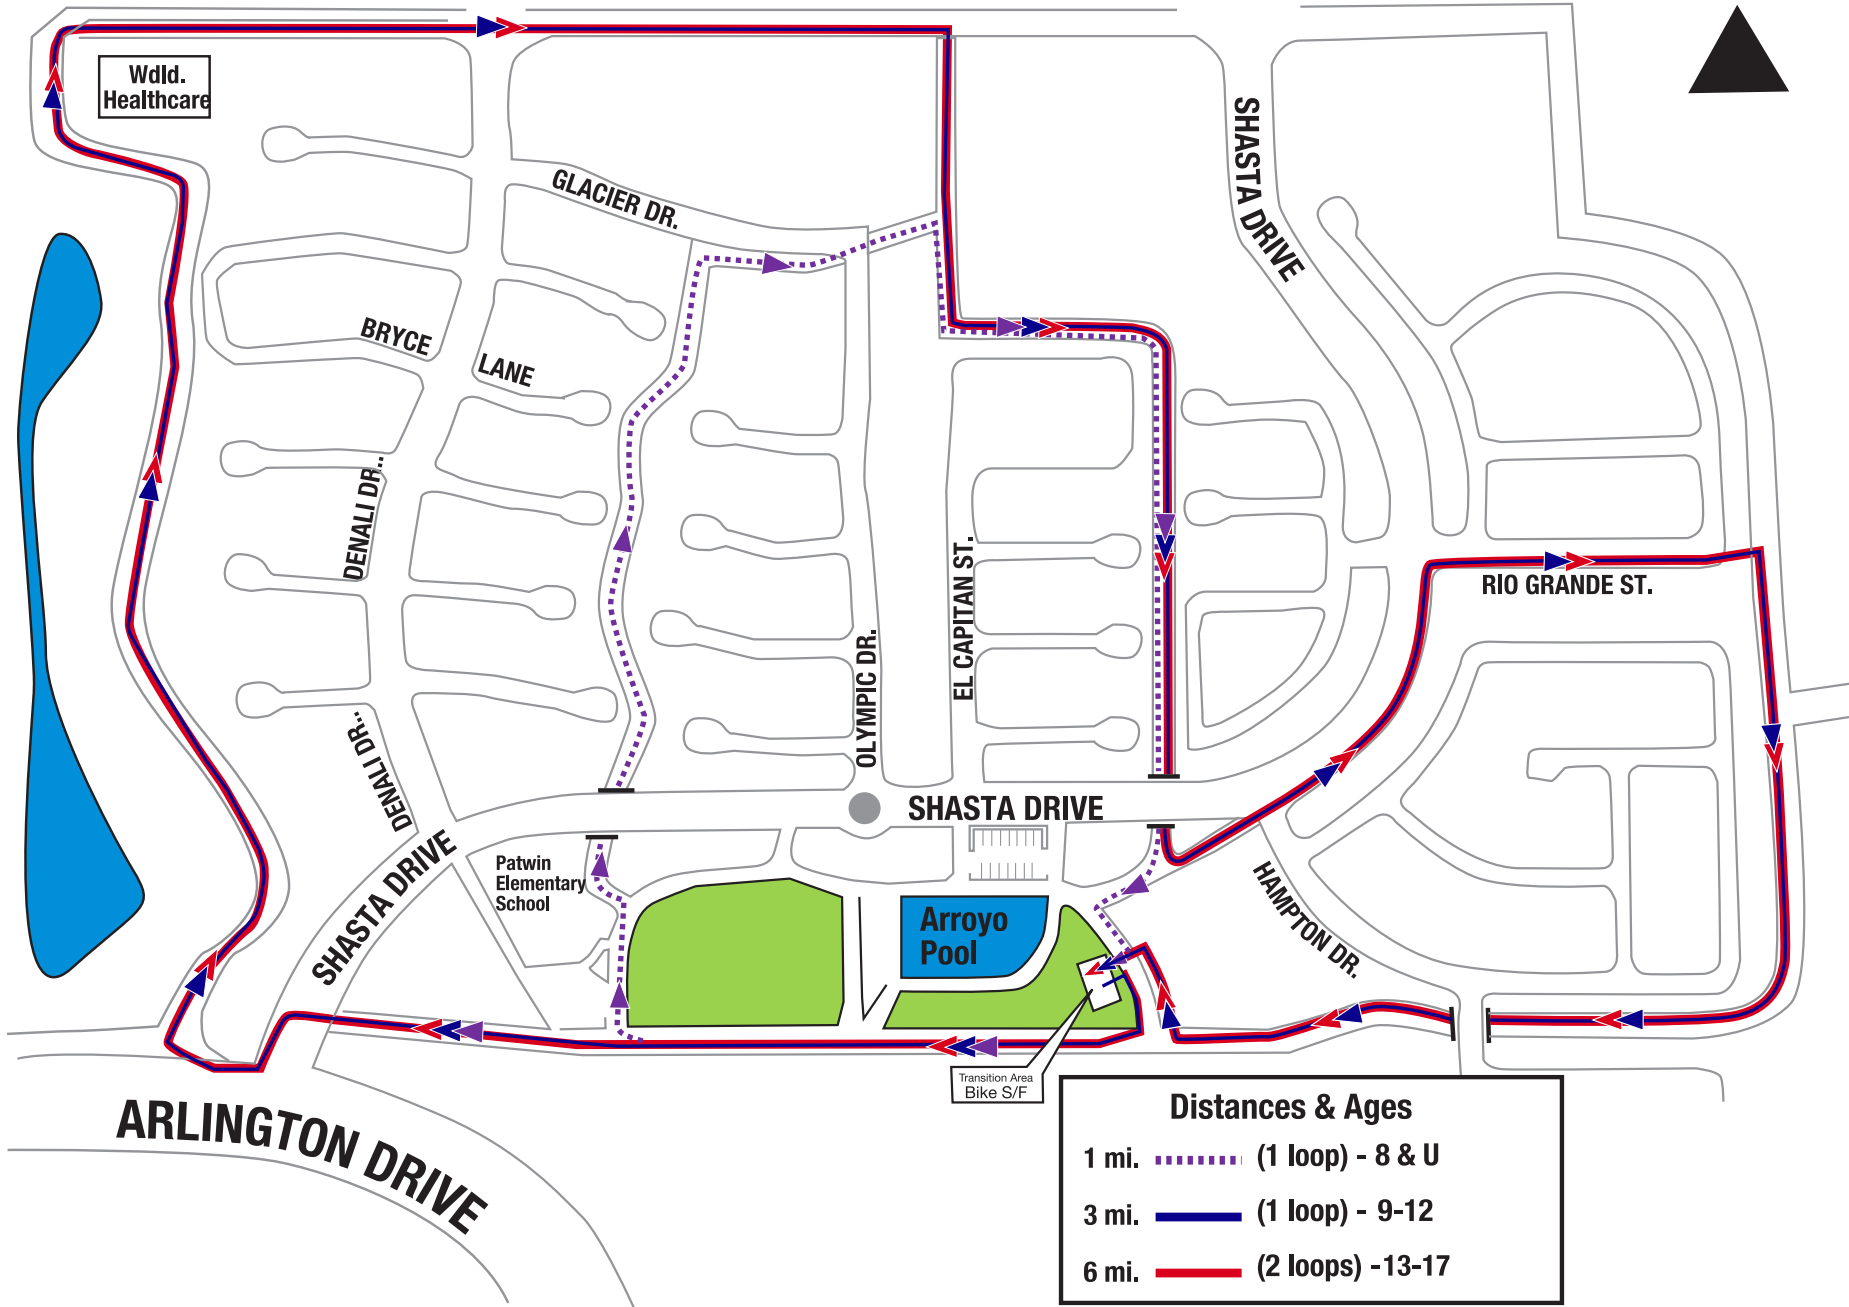 Wdld.
Healthcare
GLACIER DR.
SHASTA DRIVE
BRYCE
LANE
DENALI DR..
EL CAPITAN ST.
RIO GRANDE ST.
OLYMPIC DR.
DENALI DR..
SHASTA DRIVE
SHASTA DRIVE
Patwin
Elementary
School
HAMPTON DR.
Arroyo
Pool
Transition Area
Bike S/F
ARLINGTON DRIVE
Distances & Ages
1 mi. (1 loop) - 8 & U
3 mi. (1 loop) - 9-12
6 mi. (2 loops) -13-17